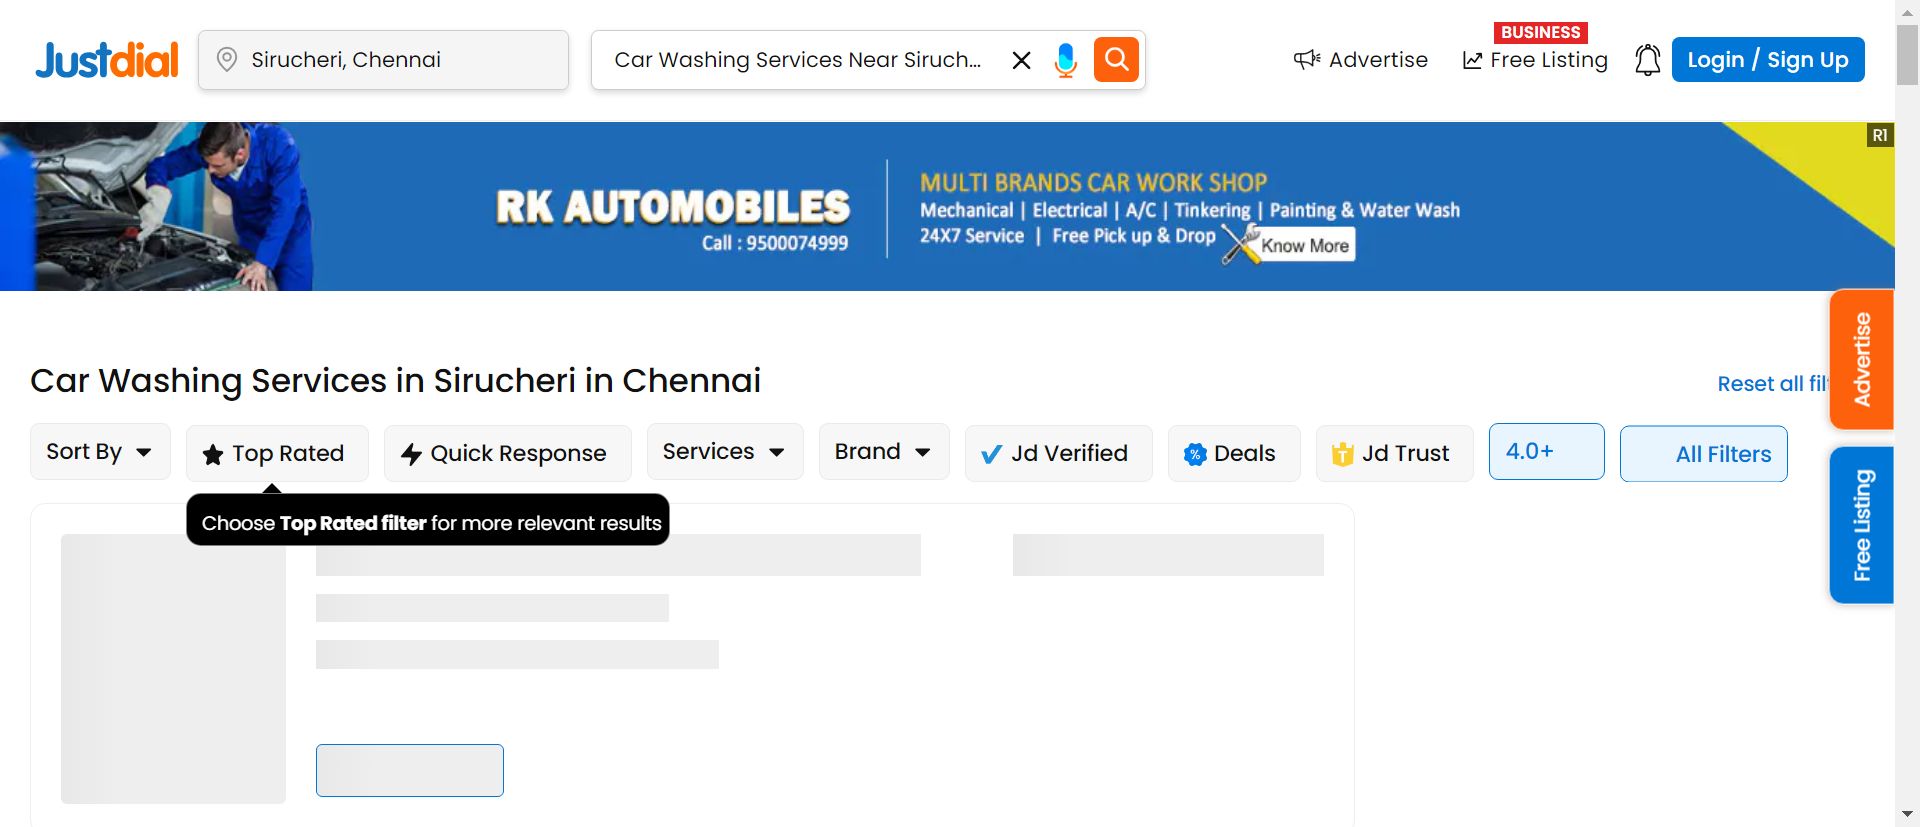 Justdial
Sirucheri, Chennai
Car Washing Services Near Siruch...
Advertise
BUSINESS
Free Listing
Login / Sign Up
R1
RK AUTOMOBILES
Call : 9500074999
MULTI BRANDS CAR WORK SHOP
Mechanical | Electrical | A/C | Tinkering | Painting & Water Wash
24X7 Service | Free Pick up & Drop
Know More
Advertise
Free Listing
Car Washing Services in Sirucheri in Chennai
Reset all fil
Sort By
Top Rated
Quick Response
Services
Brand
Jd Verified
% Deals
T Jd Trust
4.0+
All Filters
Choose Top Rated filter for more relevant results